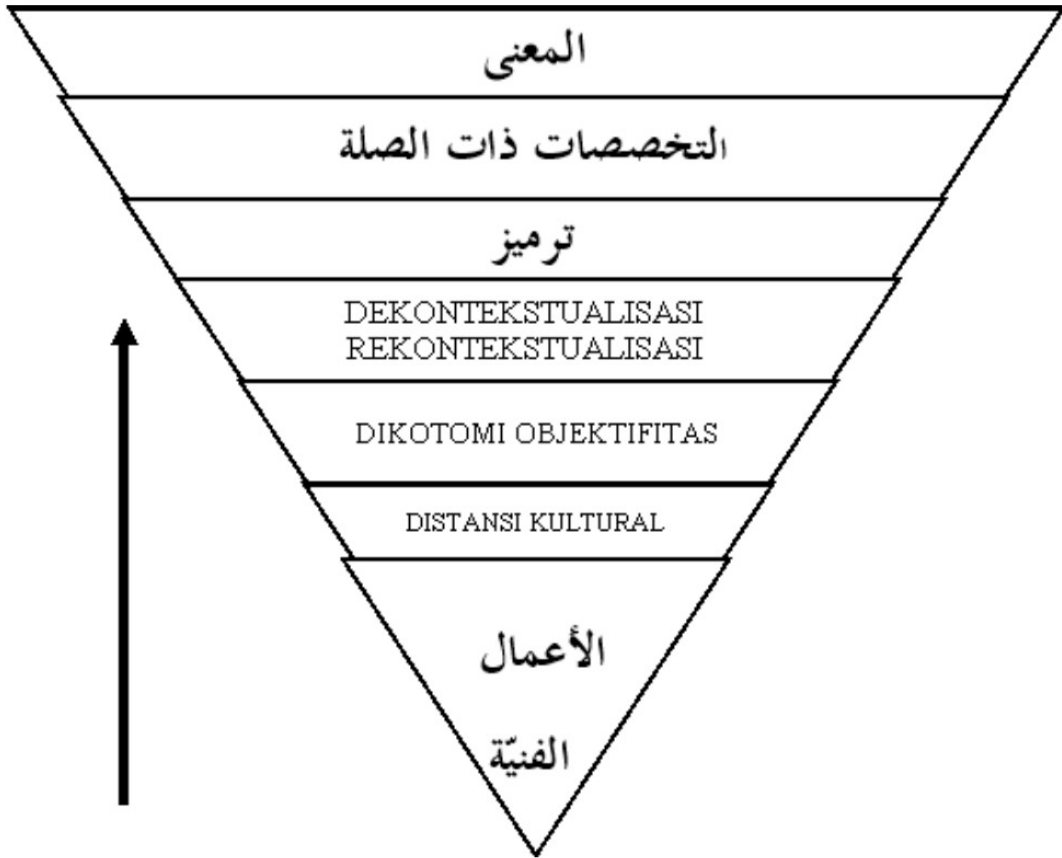 المعنى
التخصصات ذات الصلة
ترميز
DEKONTEKSTUALISASI
REKONTEKSTUALISASI
DIKOTOMI OBJEKTIFITAS
DISTANSI KULTURAL
الأعمال
الفنيّة